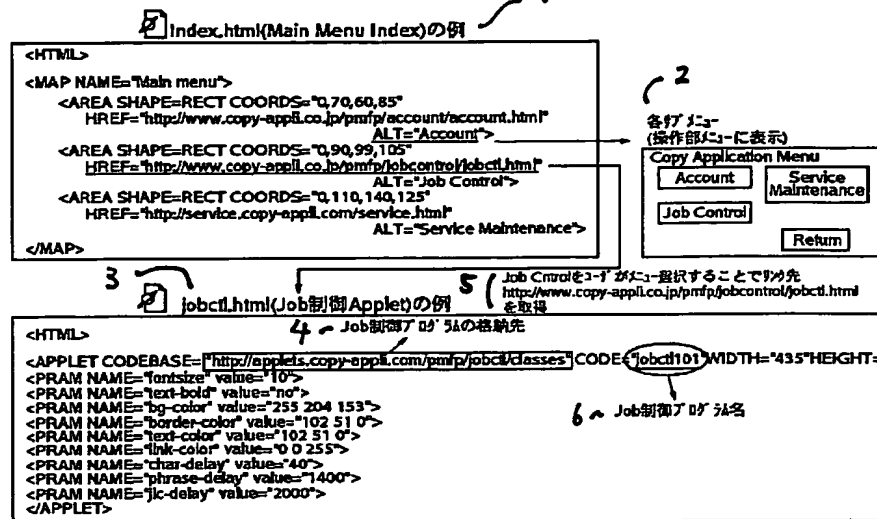 Index.html(Main Menu Index)の例
<HTML>
<MAP NAME="Main menu">
<AREA SHAPE=RECT COORDS="0,70,60,85"
HREF="http://www.copy-appli.co.jp/pmfp/account/account.html"
ALT="Account">
<AREA SHAPE=RECT COORDS="0,90,99,105"
HREF="http://www.copy-appli.co.jp/pmfp/jobcontrol/jobctl.html"
ALT="Job Control">
<AREA SHAPE=RECT COORDS="0,110,140,125"
HREF="http://service.copy-appli.com/service.html"
ALT="Service Maintenance">
</MAP>
2
各サブメニュー
(操作部メニューに表示)
Copy Application Menu
Account
Service
Maintenance
Job Control
Return
3
jobctl.html(Job制御Applet)の例
5
Job Cntrolをユーザがメニュー選択することでリンク先
http://www.copy-appli.co.jp/pmfp/jobcontrol/jobctl.html
を取得
<HTML>
4 Job制御プログラムの格納先
<APPLET CODEBASE="http://applets.copy-appli.com/pmfp/jobctl/classes"CODE="jobctl101"WIDTH="435"HEIGHT=
<PRAM NAME="fontsize" value="10">
<PRAM NAME="text-bold" value="no">
<PRAM NAME="bg-color" value="255 204 153">
<PRAM NAME="border-color" value="102 51 0">
<PRAM NAME="text-color" value="102 51 0">
<PRAM NAME="link-color" value="0 0 255">
<PRAM NAME="char-delay" value="40">
<PRAM NAME="phrase-delay" value="1400">
<PRAM NAME="jlc-delay" value="2000">
</APPLET>
6 Job制御プログラム名